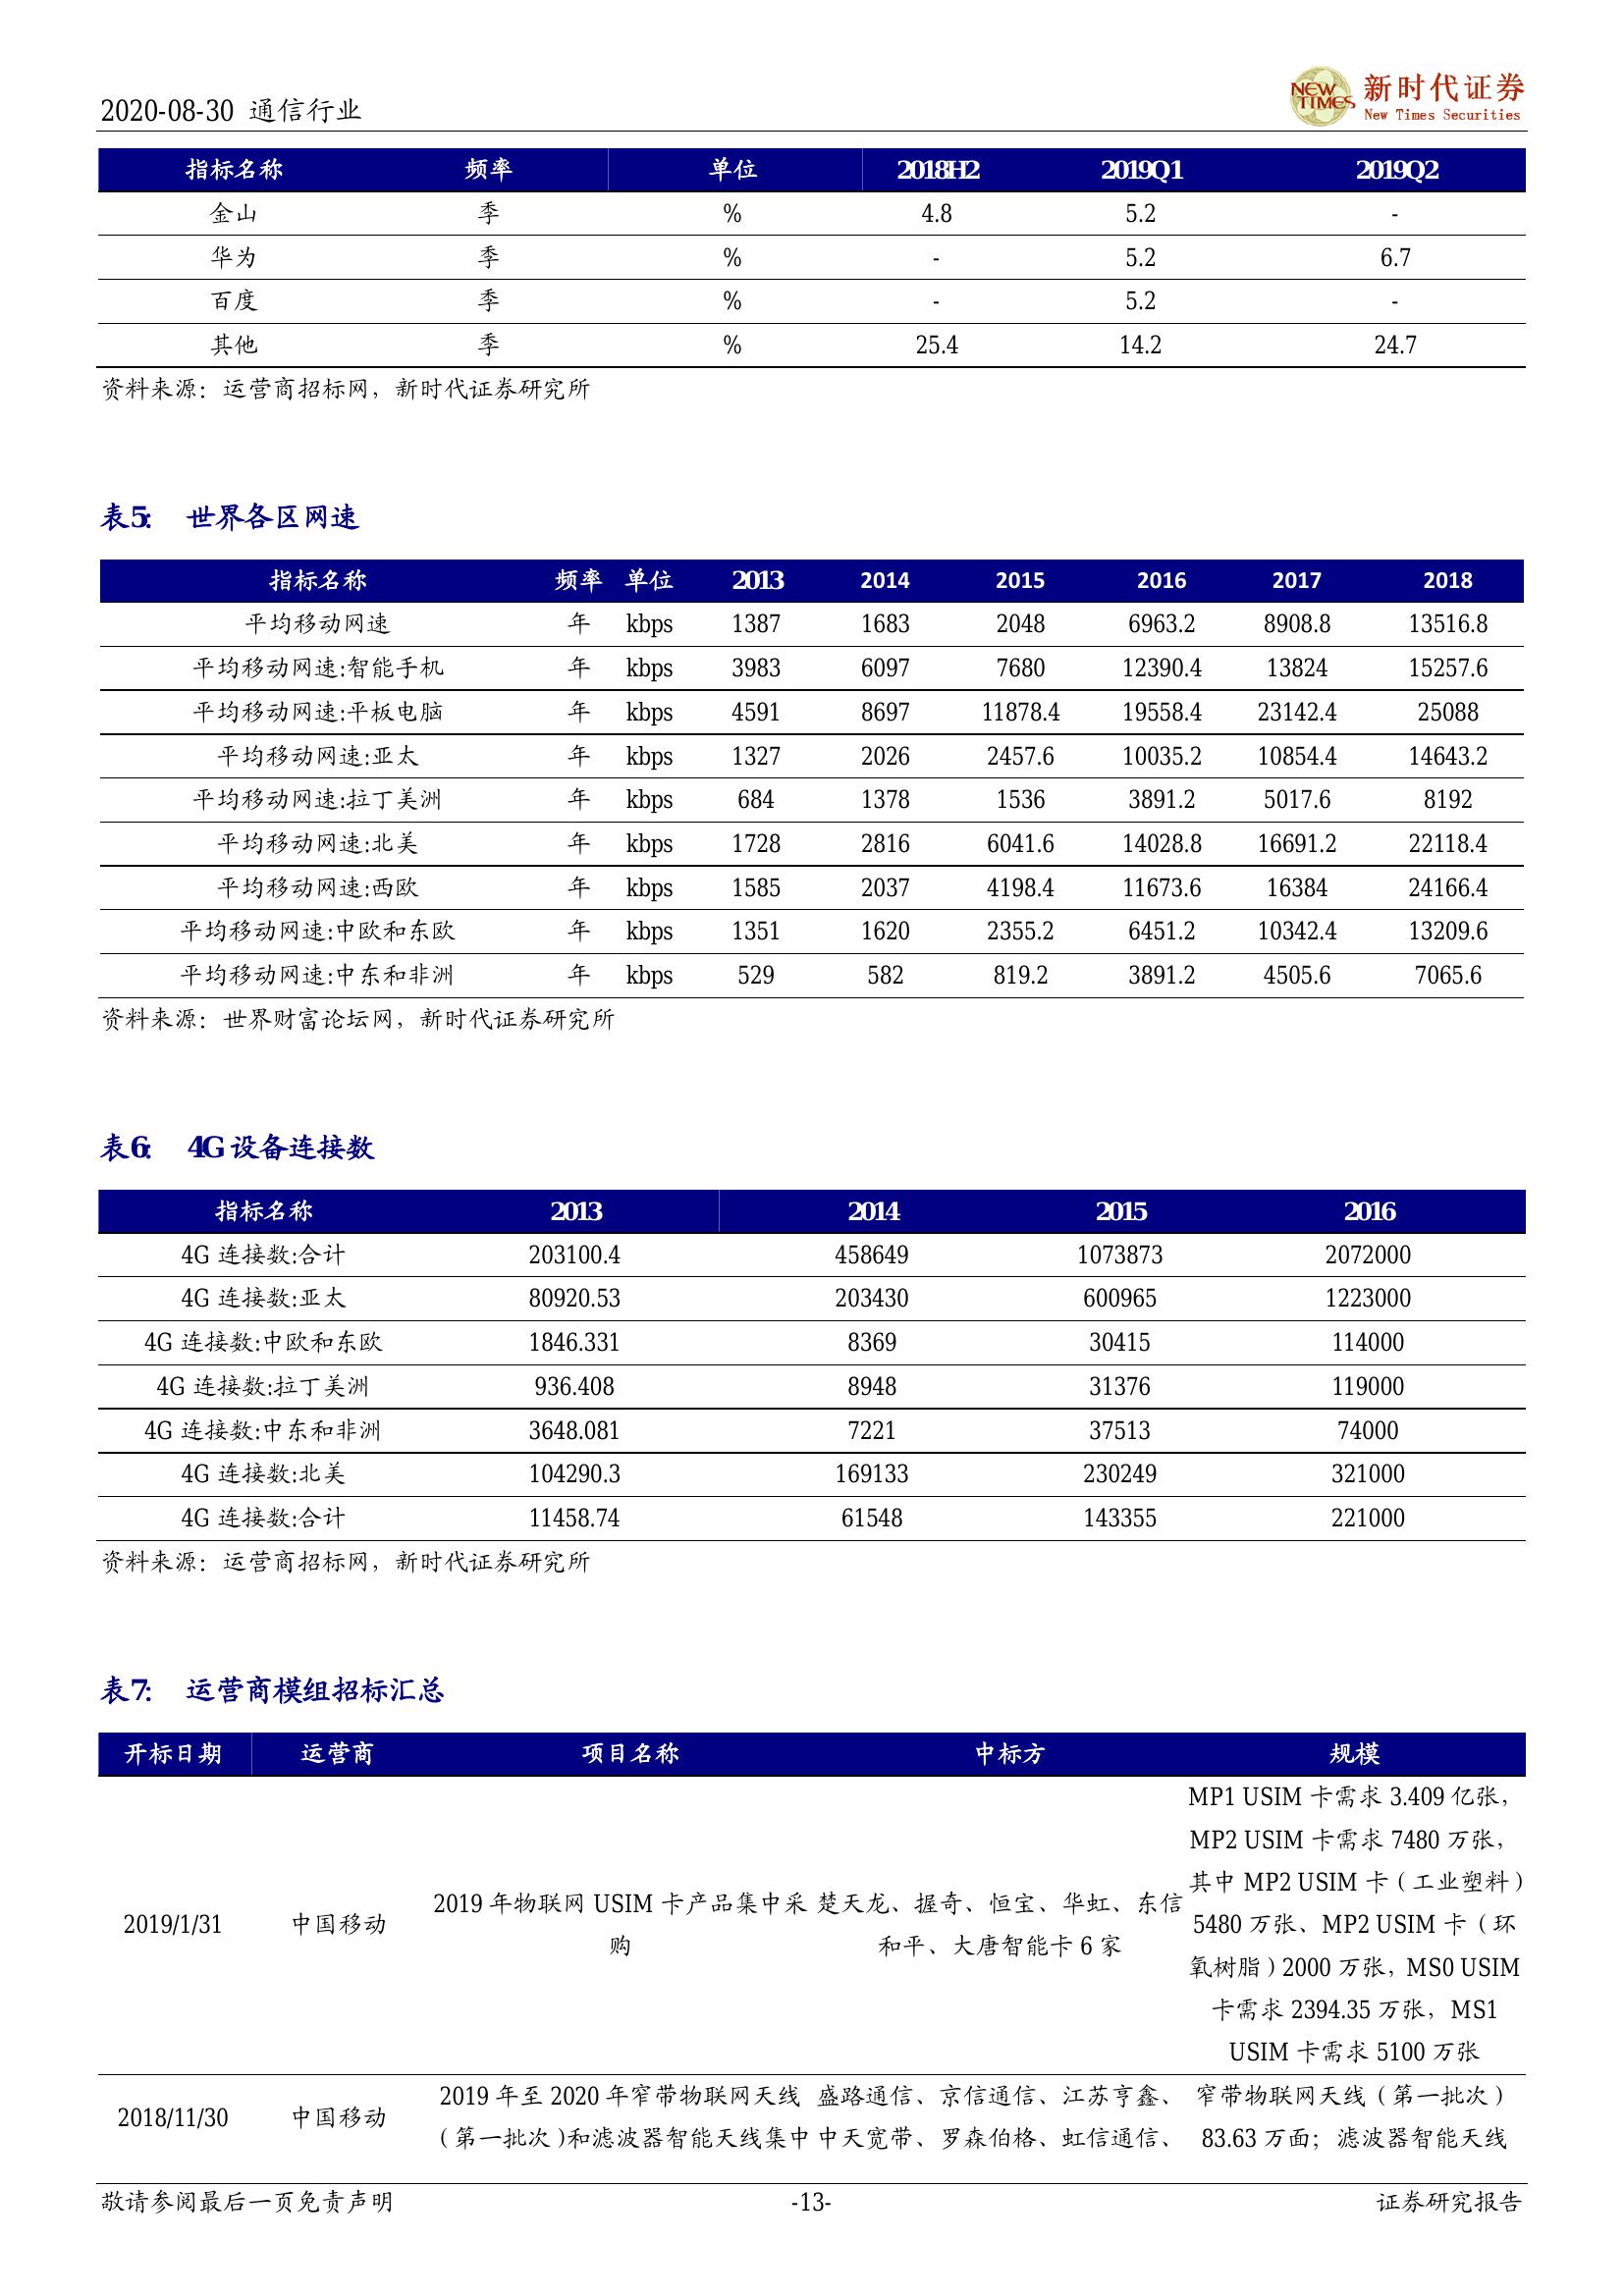 2020-08-30 通信行业
NEW TIMES 新时代证券
New Times Securities
指标名称 频率 单位 2018H2 2019Q1 2019Q2
金山 季 % 4.8 5.2 -
华为 季 % - 5.2 6.7
百度 季 % - 5.2 -
其他 季 % 25.4 14.2 24.7
资料来源：运营商招标网，新时代证券研究所
表5： 世界各区网速
指标名称 频率 单位 2013 2014 2015 2016 2017 2018
平均移动网速 年 kbps 1387 1683 2048 6963.2 8908.8 13516.8
平均移动网速:智能手机 年 kbps 3983 6097 7680 12390.4 13824 15257.6
平均移动网速:平板电脑 年 kbps 4591 8697 11878.4 19558.4 23142.4 25088
平均移动网速:亚太 年 kbps 1327 2026 2457.6 10035.2 10854.4 14643.2
平均移动网速:拉丁美洲 年 kbps 684 1378 1536 3891.2 5017.6 8192
平均移动网速:北美 年 kbps 1728 2816 6041.6 14028.8 16691.2 22118.4
平均移动网速:西欧 年 kbps 1585 2037 4198.4 11673.6 16384 24166.4
平均移动网速:中欧和东欧 年 kbps 1351 1620 2355.2 6451.2 10342.4 13209.6
平均移动网速:中东和非洲 年 kbps 529 582 819.2 3891.2 4505.6 7065.6
资料来源：世界财富论坛网，新时代证券研究所
表6： 4G 设备连接数
指标名称 2013 2014 2015 2016
4G 连接数:合计 203100.4 458649 1073873 2072000
4G 连接数:亚太 80920.53 203430 600965 1223000
4G 连接数:中欧和东欧 1846.331 8369 30415 114000
4G 连接数:拉丁美洲 936.408 8948 31376 119000
4G 连接数:中东和非洲 3648.081 7221 37513 74000
4G 连接数:北美 104290.3 169133 230249 321000
4G 连接数:合计 11458.74 61548 143355 221000
资料来源：运营商招标网，新时代证券研究所
表7： 运营商模组招标汇总
开标日期 运营商 项目名称 中标方 规模
2019/1/31 中国移动
2019 年物联网 USIM 卡产品集中采
购
楚天龙、握奇、恒宝、华虹、东信
和平、大唐智能卡 6 家
MP1 USIM 卡需求 3.409 亿张，
MP2 USIM 卡需求 7480 万张，
其中 MP2 USIM 卡（工业塑料）
5480 万张、MP2 USIM 卡（环
氧树脂）2000 万张，MS0 USIM
卡需求 2394.35 万张，MS1
USIM 卡需求 5100 万张
2018/11/30 中国移动
2019 年至 2020 年窄带物联网天线
（第一批次)和滤波器智能天线集中
盛路通信、京信通信、江苏亨鑫、
中天宽带、罗森伯格、虹信通信、
窄带物联网天线（第一批次）
83.63 万面；滤波器智能天线
敬请参阅最后一页免责声明 -13- 证券研究报告